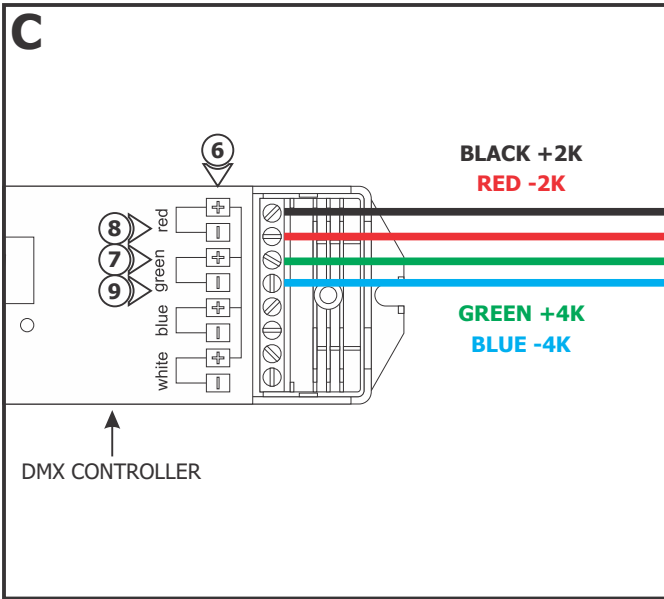 C
6
BLACK +2K
RED -2K
8
red
+
−
7
green
+
−
9
blue
+
−
white
+
−
GREEN +4K
BLUE -4K
DMX CONTROLLER